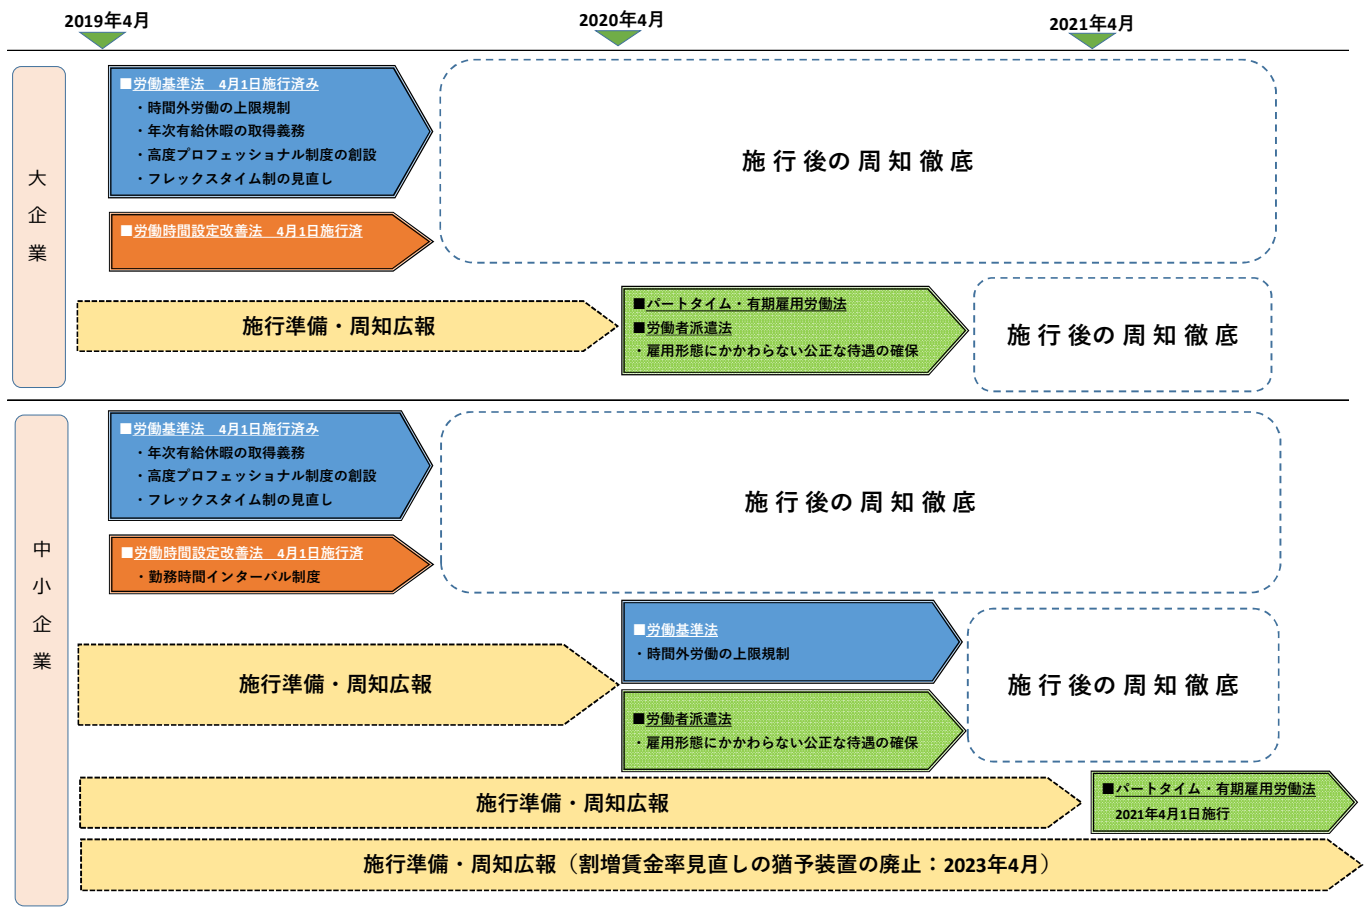 2019年4月
2020年4月
2021年4月
大企業
■労働基準法　4月1日施行済み
・時間外労働の上限規制
・年次有給休暇の取得義務
・高度プロフェッショナル制度の創設
・フレックスタイム制の見直し
施行後の周知徹底
■労働時間設定改善法　4月1日施行済
施行準備・周知広報
■パートタイム・有期雇用労働法
■労働者派遣法
・雇用形態にかかわらない公正な待遇の確保
施行後の周知徹底
中小企業
■労働基準法　4月1日施行済み
・年次有給休暇の取得義務
・高度プロフェッショナル制度の創設
・フレックスタイム制の見直し
施行後の周知徹底
■労働時間設定改善法　4月1日施行済
・勤務時間インターバル制度
施行準備・周知広報
■労働基準法
・時間外労働の上限規制
施行後の周知徹底
■労働者派遣法
・雇用形態にかかわらない公正な待遇の確保
施行準備・周知広報
■パートタイム・有期雇用労働法
2021年4月1日施行
施行準備・周知広報（割増賃金率見直しの猶予装置の廃止：2023年4月）